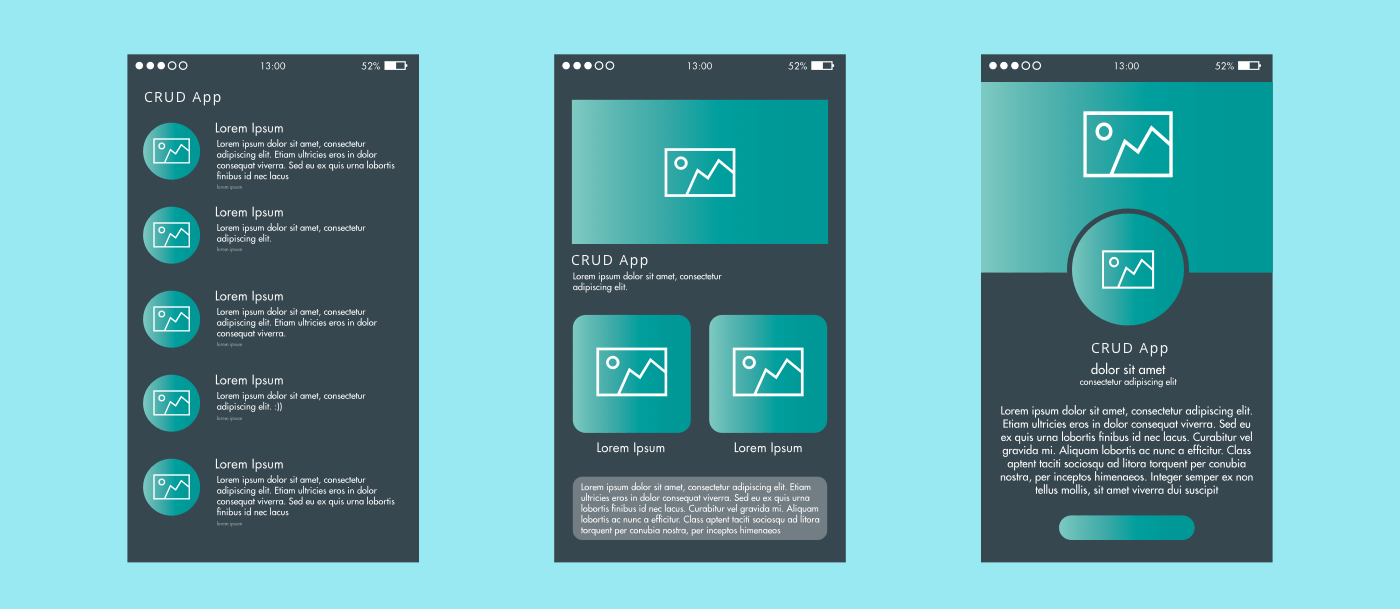 13:00
52%
CRUD App
Lorem Ipsum
Lorem ipsum dolor sit amet, consectetur
adipiscing elit. Etiam ultricies eros in dolor
consequat viverra. Sed eu ex quis urna lobortis
finibus id nec lacus
lorem ipsum
Lorem Ipsum
Lorem ipsum dolor sit amet, consectetur
adipiscing elit.
lorem ipsum
Lorem Ipsum
Lorem ipsum dolor sit amet, consectetur
adipiscing elit. Etiam ultricies eros in dolor
consequat viverra.
lorem ipsum
Lorem Ipsum
Lorem ipsum dolor sit amet, consectetur
adipiscing elit. :))
lorem ipsum
Lorem Ipsum
Lorem ipsum dolor sit amet, consectetur
adipiscing elit. Etiam ultricies eros in dolor
consequat viverra. Sed eu ex quis urna lobortis
finibus id nec lacus
lorem ipsum
13:00
52%
CRUD App
Lorem ipsum dolor sit amet, consectetur
adipiscing elit.
Lorem Ipsum
Lorem Ipsum
Lorem ipsum dolor sit amet, consectetur adipiscing elit. Etiam
ultricies eros in dolor consequat viverra. Sed eu ex quis urna
lobortis finibus id nec lacus. Curabitur vel gravida mi. Aliquam
lobortis ac nunc a efficitur. Class aptent taciti sociosqu ad litora
torquent per conubia nostra, per inceptos himenaeos
13:00
52%
CRUD App
dolor sit amet
consectetur adipiscing elit
Lorem ipsum dolor sit amet, consectetur adipiscing elit.
Etiam ultricies eros in dolor consequat viverra. Sed eu
ex quis urna lobortis finibus id nec lacus. Curabitur vel
gravida mi. Aliquam lobortis ac nunc a efficitur. Class
aptent taciti sociosqu ad litora torquent per conubia
nostra, per inceptos himenaeos. Integer semper ex non
tellus mollis, sit amet viverra dui suscipit